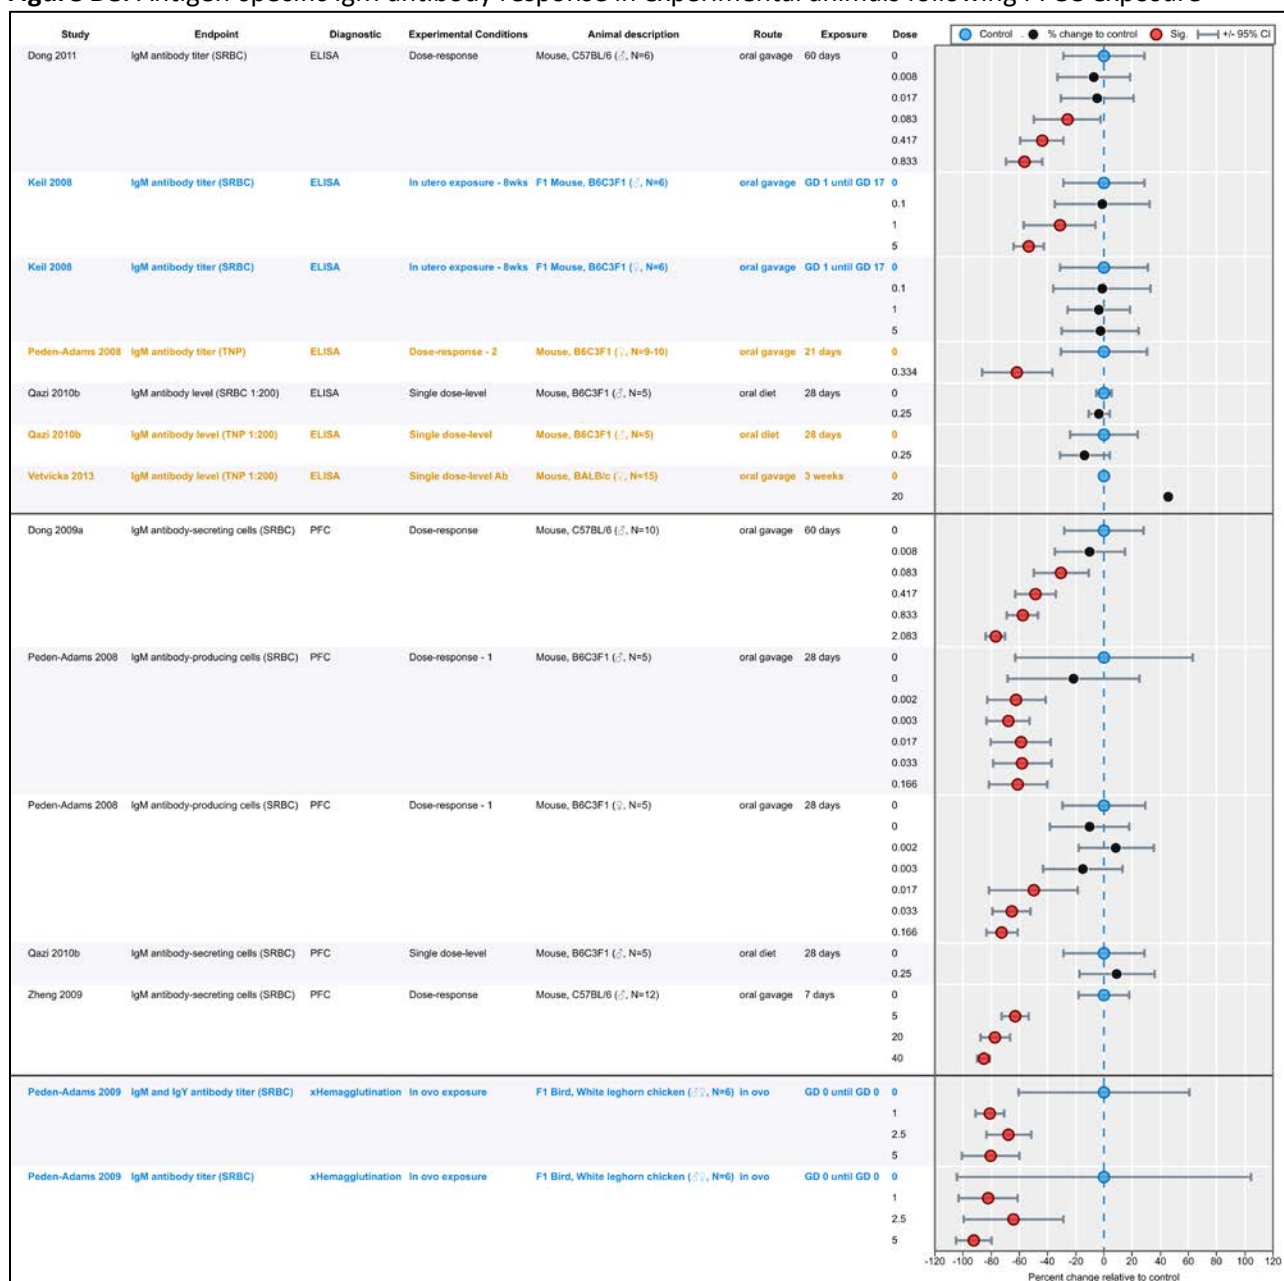 Antigen-specific IgM antibody response in experimental animals following PFOS exposure
Study Endpoint Diagnostic Experimental Conditions Animal description Route Exposure Dose Control % change to control Sig. +/- 95% CI
Dong 2011 IgM antibody titer (SRBC) ELISA Dose-response Mouse, C57BL/6 (♂, N=6) oral gavage 60 days 0
0.008
0.017
0.083
0.417
0.833
Keil 2008 IgM antibody titer (SRBC) ELISA In utero exposure - 8wks F1 Mouse, B6C3F1 (♂, N=6) oral gavage GD 1 until GD 17 0
0.1
1
5
Keil 2008 IgM antibody titer (SRBC) ELISA In utero exposure - 8wks F1 Mouse, B6C3F1 (♀, N=6) oral gavage GD 1 until GD 17 0
0.1
1
5
Peden-Adams 2008 IgM antibody titer (TNP) ELISA Dose-response - 2 Mouse, B6C3F1 (♀, N=9-10) oral gavage 21 days 0
0.334
Qazi 2010b IgM antibody level (SRBC 1:200) ELISA Single dose-level Mouse, B6C3F1 (♂, N=5) oral diet 28 days 0
0.25
Qazi 2010b IgM antibody level (TNP 1:200) ELISA Single dose-level Mouse, B6C3F1 (♂, N=5) oral diet 28 days 0
0.25
Vetvicka 2013 IgM antibody level (TNP 1:200) ELISA Single dose-level Ab Mouse, BALB/c (♀, N=15) oral gavage 3 weeks 0
20
Dong 2009a IgM antibody-secreting cells (SRBC) PFC Dose-response Mouse, C57BL/6 (♂, N=10) oral gavage 60 days 0
0.008
0.083
0.417
0.833
2.083
Peden-Adams 2008 IgM antibody-producing cells (SRBC) PFC Dose-response - 1 Mouse, B6C3F1 (♂, N=5) oral gavage 28 days 0
0
0.002
0.003
0.017
0.033
0.166
Peden-Adams 2008 IgM antibody-producing cells (SRBC) PFC Dose-response - 1 Mouse, B6C3F1 (♀, N=5) oral gavage 28 days 0
0
0.002
0.003
0.017
0.033
0.166
Qazi 2010b IgM antibody-secreting cells (SRBC) PFC Single dose-level Mouse, B6C3F1 (♂, N=5) oral diet 28 days 0
0.25
Zheng 2009 IgM antibody-secreting cells (SRBC) PFC Dose-response Mouse, C57BL/6 (♂, N=12) oral gavage 7 days 0
5
20
40
Peden-Adams 2009 IgM and IgY antibody titer (SRBC) xHemagglutination In ovo exposure F1 Bird, White leghorn chicken (♂♀, N=6) in ovo GD 0 until GD 0 0
1
2.5
5
Peden-Adams 2009 IgM antibody titer (SRBC) xHemagglutination In ovo exposure F1 Bird, White leghorn chicken (♂♀, N=6) in ovo GD 0 until GD 0 0
1
2.5
5
-120 -100 -80 -60 -40 -20 0 20 40 60 80 100 120
Percent change relative to control